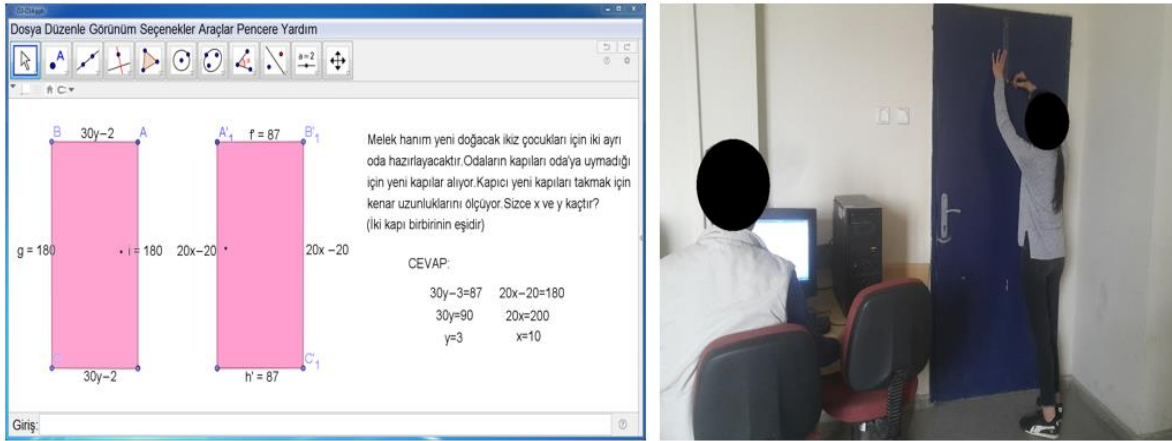 Dosya Düzenle Görünüm Seçenekler Araçlar Pencere Yardım
A
a=2
B 30y−2 A
A'₁ f' = 87 B'₁
g = 180
i = 180
20x−20
20x −20
C
30y−2
h' = 87
C'₁
Melek hanım yeni doğacak ikiz çocukları için iki ayrı
oda hazırlayacaktır.Odaların kapıları oda'ya uymadığı
için yeni kapılar alıyor.Kapıcı yeni kapıları takmak için
kenar uzunluklarını ölçüyor.Sizce x ve y kaçtır?
(İki kapı birbirinin eşidir)
CEVAP:
30y−3=87 20x−20=180
30y=90 20x=200
y=3 x=10
Giriş: